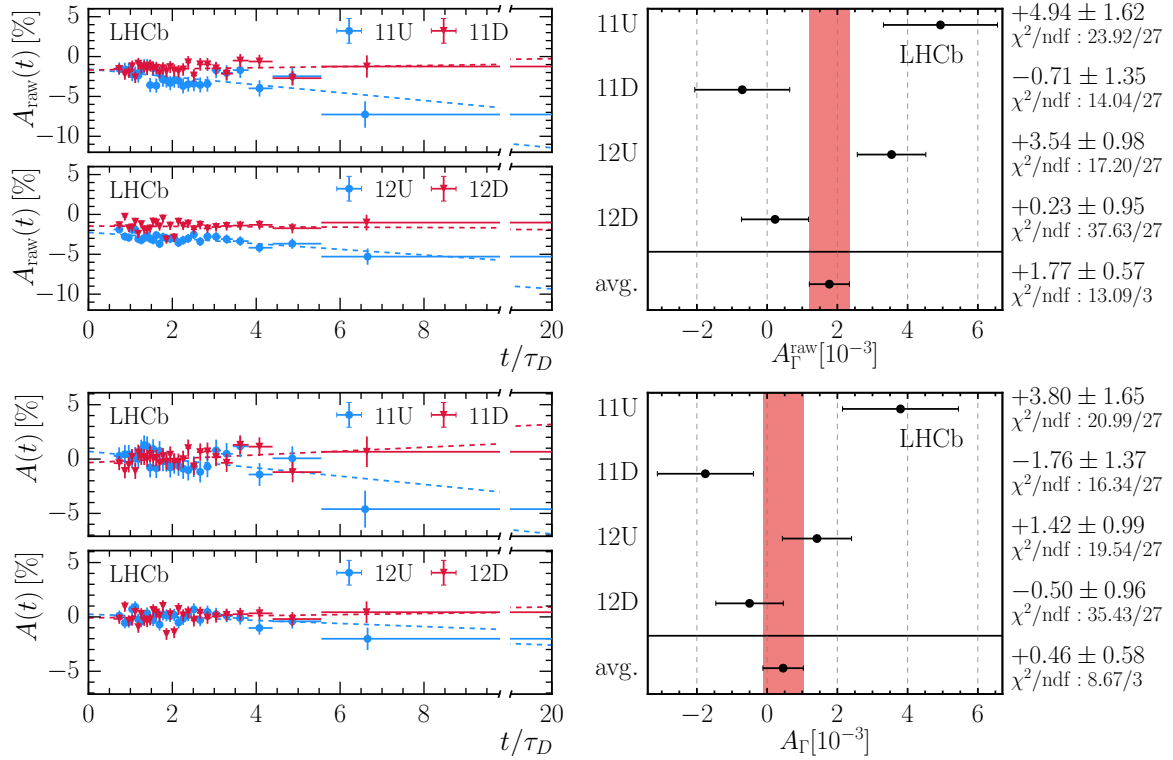 LHCb 11U 11D
A_raw(t) [%]
5
0
−5
−10
LHCb 12U 12D
A_raw(t) [%]
5
0
−5
−10
0 2 4 6 8 20
t/τ_D
11U
11D
12U
12D
avg.
LHCb
+4.94 ± 1.62
χ²/ndf : 23.92/27
−0.71 ± 1.35
χ²/ndf : 14.04/27
+3.54 ± 0.98
χ²/ndf : 17.20/27
+0.23 ± 0.95
χ²/ndf : 37.63/27
+1.77 ± 0.57
χ²/ndf : 13.09/3
−2 0 2 4 6
A_Γ^raw[10⁻³]
LHCb 11U 11D
A(t) [%]
5
0
−5
LHCb 12U 12D
A(t) [%]
5
0
−5
0 2 4 6 8 20
t/τ_D
11U
11D
12U
12D
avg.
LHCb
+3.80 ± 1.65
χ²/ndf : 20.99/27
−1.76 ± 1.37
χ²/ndf : 16.34/27
+1.42 ± 0.99
χ²/ndf : 19.54/27
−0.50 ± 0.96
χ²/ndf : 35.43/27
+0.46 ± 0.58
χ²/ndf : 8.67/3
−2 0 2 4 6
A_Γ[10⁻³]